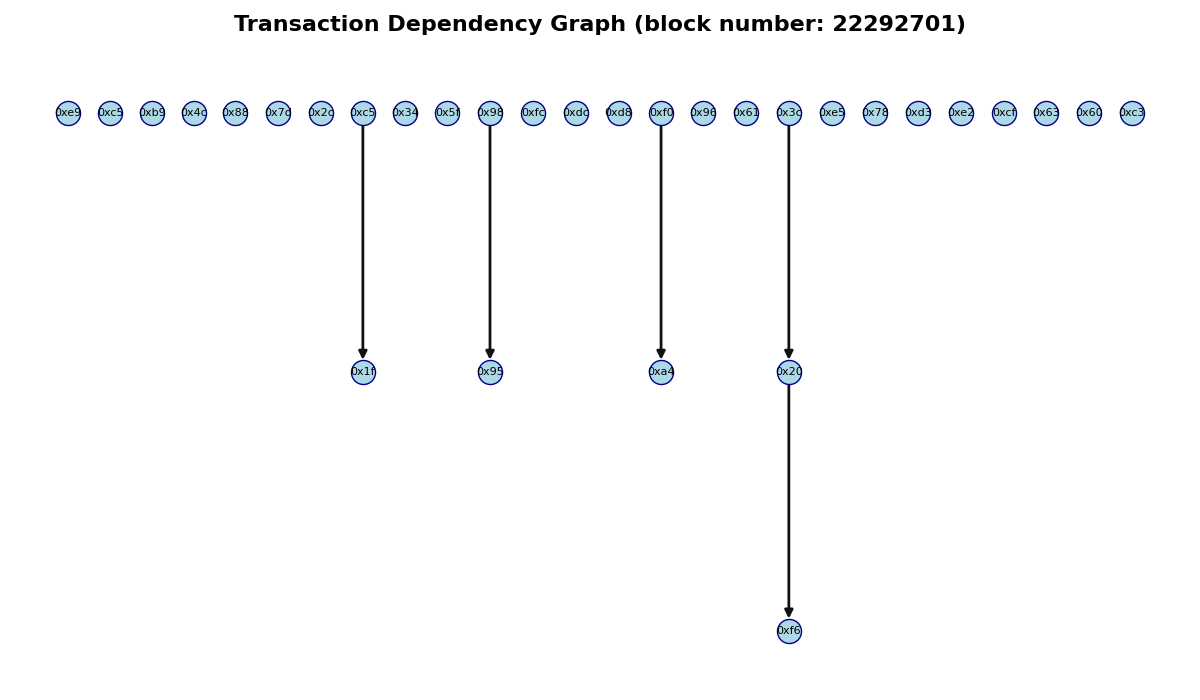 Transaction Dependency Graph (block number: 22292701)
0xe9 0xc5 0xb9 0x4c 0x88 0x7d 0x2c 0xc5 0x34 0x5f 0x98 0xfc 0xdc 0xd8 0xf0 0x96 0x61 0x3c 0xe5 0x78 0xd3 0xe2 0xcf 0x63 0x60 0xc3
0x1f 0x95 0xa4 0x20
0xf6